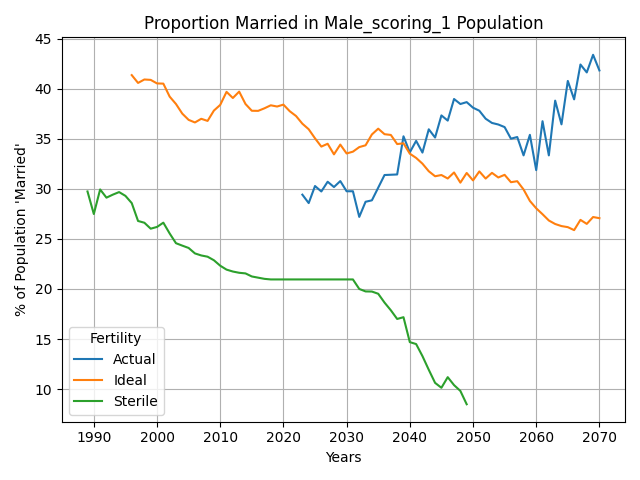 Proportion Married in Male_scoring_1 Population
% of Population 'Married'
45
40
35
30
25
20
15
10
Fertility
Actual
Ideal
Sterile
1990 2000 2010 2020 2030 2040 2050 2060 2070
Years